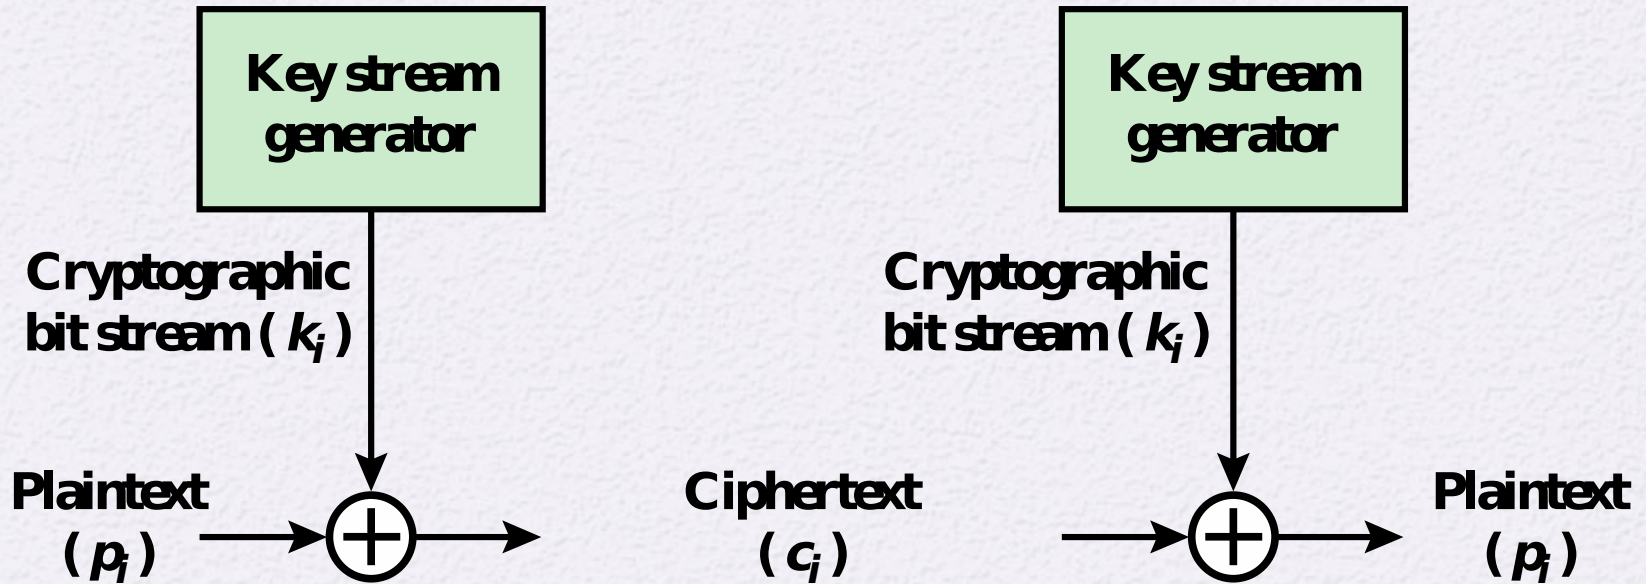 Key stream
generator
Key stream
generator
Cryptographic
bit stream ( ki )
Cryptographic
bit stream ( ki )
Plaintext
( pi )
Ciphertext
( ci )
Plaintext
( pi )